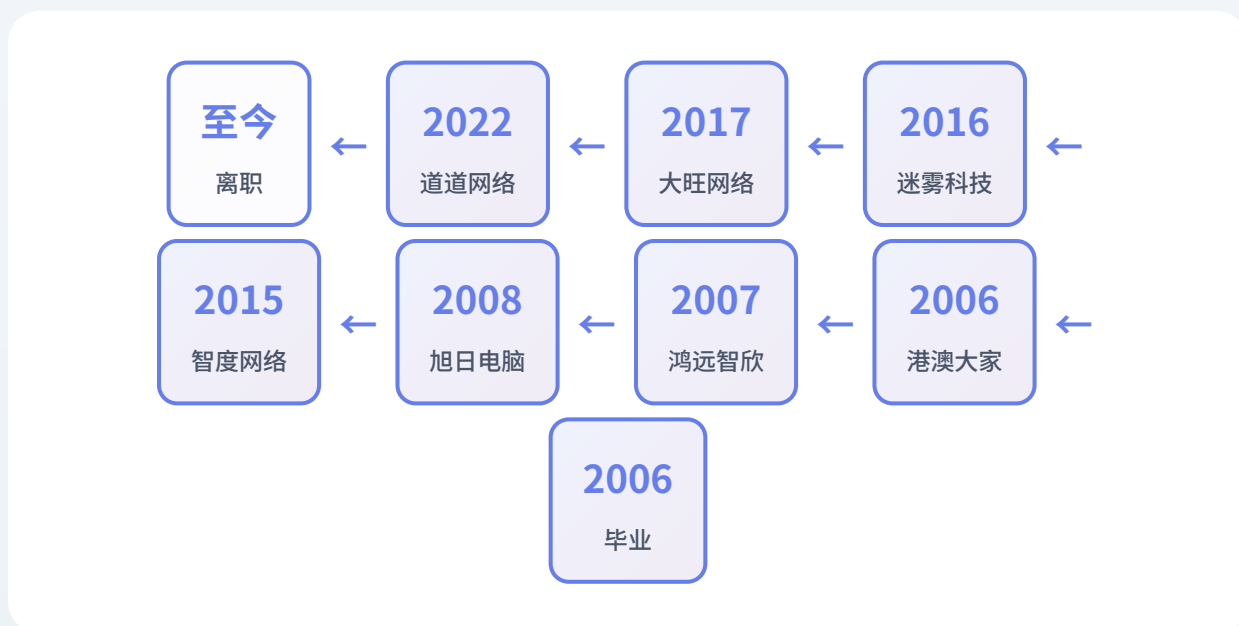 至今
离职
←
2022
道道网络
←
2017
大旺网络
←
2016
迷雾科技
←
2015
智度网络
←
2008
旭日电脑
←
2007
鸿远智欣
←
2006
港澳大家
←
2006
毕业